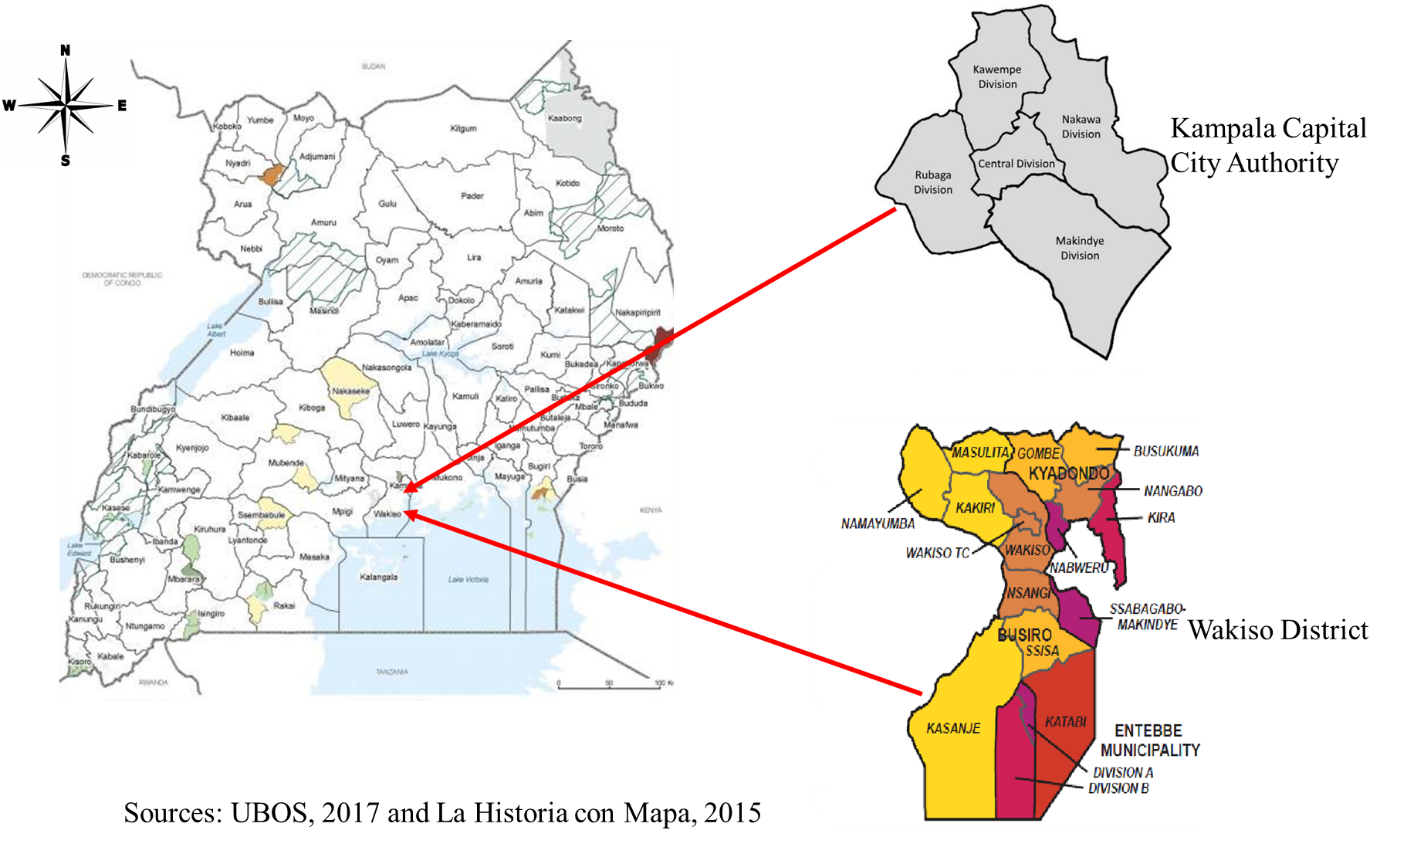 N
W
E
S
SUDAN
Koboko
Yumbe
Moyo
Kaabong
Kitgum
Nyadri
Adjumani
Kotido
Arua
Gulu
Pader
Abim
Amuru
Moroto
Nebbi
Oyam
Lira
DEMOCRATIC REPUBLIC
OF CONGO
Amuria
Buliisa
Masindi
Apac
Dokolo
Katakwi
Nakapiripirit
Kaberamaido
Lake
Albert
Amolatar
Lake Kyoga
Soroti
Hoima
Kumi
Bukedea
Nakasongola
Bukwo
Nakaseke
Pallisa
Kamuli
Kaliro
Bududa
Mbale
Bundibugyo
Kibaale
Kiboga
Butaleja
Luwero
Kayunga
Manafwa
Kyenjojo
Iganga
Tororo
Kabarole
Mubende
Bugiri
Mityana
Mayuge
Busia
Kamwenge
Mukono
Kasese
Ssembabule
Mpigi
Wakiso
KENYA
Kiruhura
Ibanda
Lyantonde
Lake
Edward
Bushenyi
Masaka
Mbarara
Kalangala
Lake Victoria
Rukungiri
Isingiro
Rakai
Kanungu
Ntungamo
Kisoro
Kabale
TANZANIA
RWANDA
0
50
Kawempe
Division
Nakawa
Division
Central Division
Rubaga
Division
Makindye
Division
Kampala Capital
City Authority
MASULITA
GOMBE
BUSUKUMA
KYADONDO
NANGABO
KAKIRI
NAMAYUMBA
KIRA
WAKISO TC
WAKISO
NABWERU
NSANGI
SSABAGABO-
MAKINDYE
Wakiso District
BUSIRO
SSISA
KASANJE
KATABI
ENTEBBE
MUNICIPALITY
DIVISION A
DIVISION B
Sources: UBOS, 2017 and La Historia con Mapa, 2015